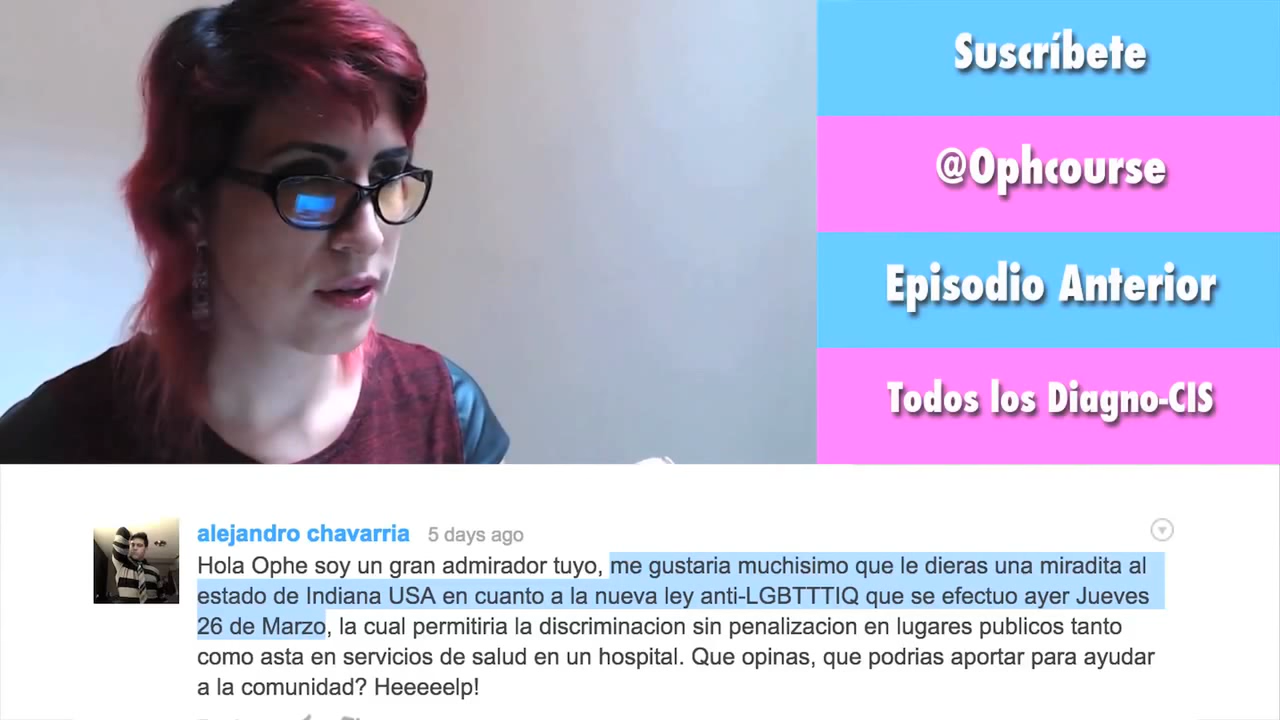 Suscríbete
@Ophcourse
Episodio Anterior
Todos los Diagno-CIS
alejandro chavarria 5 days ago
Hola Ophe soy un gran admirador tuyo, me gustaria muchisimo que le dieras una miradita al
estado de Indiana USA en cuanto a la nueva ley anti-LGBTTTIQ que se efectuo ayer Jueves
26 de Marzo, la cual permitiria la discriminacion sin penalizacion en lugares publicos tanto
como asta en servicios de salud en un hospital. Que opinas, que podrias aportar para ayudar
a la comunidad? Heeeeelp!